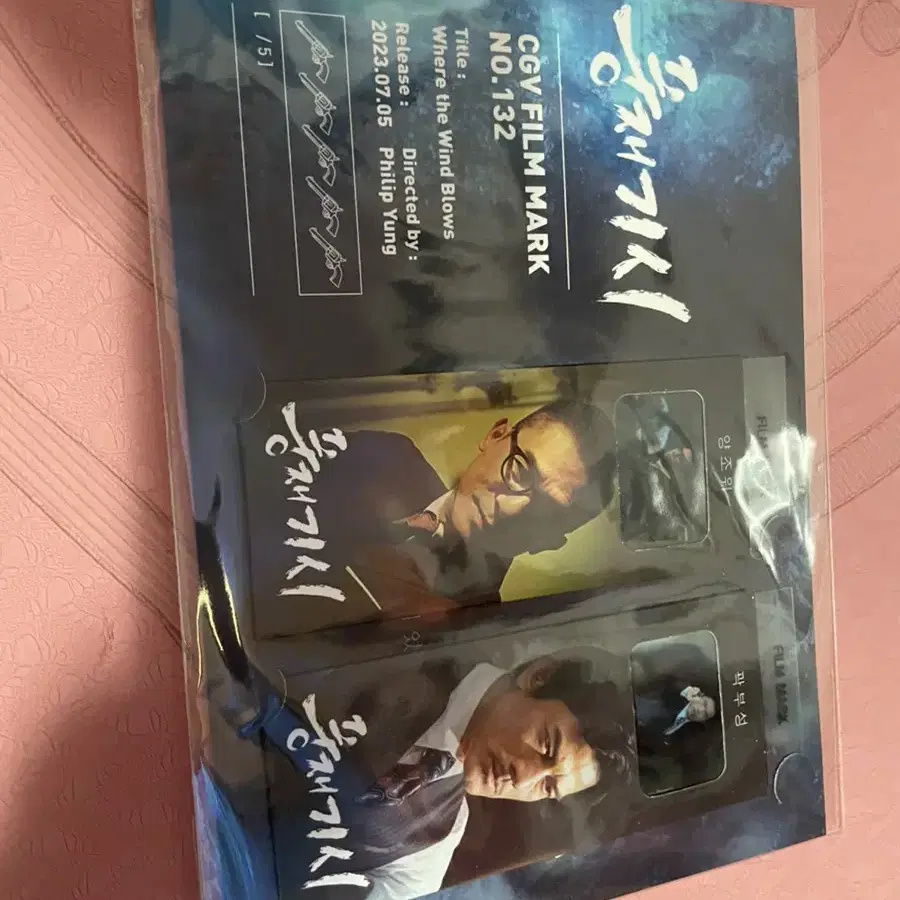 풍재기시
CGV FILM MARK
NO.132
Title :
Where the Wind Blows
Release :
2023.07.05
Directed by :
Philip Yung
[ / 5 ]
FILM
양조위
풍재기시
FILM MARK
곽부성
풍재기시